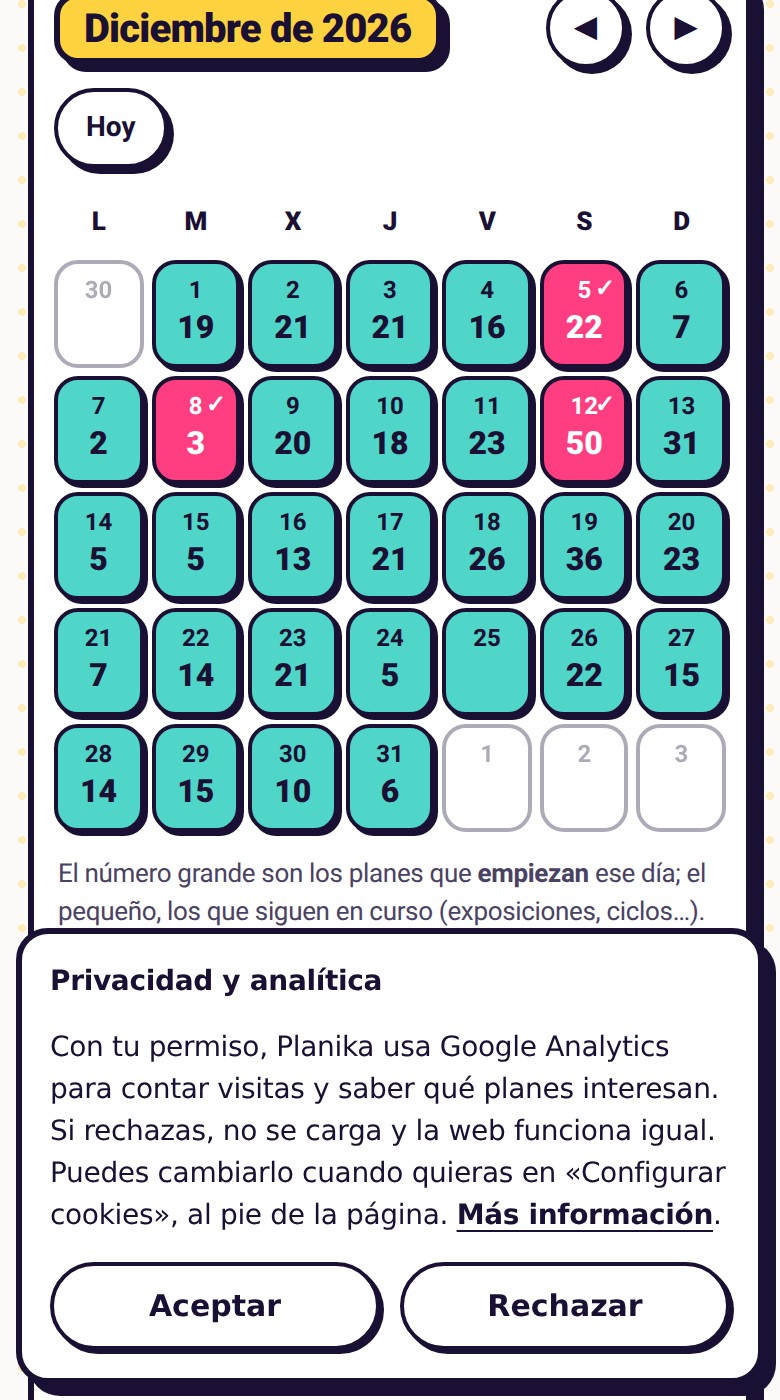 Diciembre de 2026
◀ ▶
Hoy
L M X J V S D
30 1 2 3 4 5 ✓ 6
19 21 21 16 22 7
7 8 ✓ 9 10 11 12 ✓ 13
2 3 20 18 23 50 31
14 15 16 17 18 19 20
5 5 13 21 26 36 23
21 22 23 24 25 26 27
7 14 21 5 22 15
28 29 30 31 1 2 3
14 15 10 6
El número grande son los planes que empiezan ese día; el
pequeño, los que siguen en curso (exposiciones, ciclos…).
Privacidad y analítica
Con tu permiso, Planika usa Google Analytics
para contar visitas y saber qué planes interesan.
Si rechazas, no se carga y la web funciona igual.
Puedes cambiarlo cuando quieras en «Configurar
cookies», al pie de la página. Más información.
Aceptar Rechazar